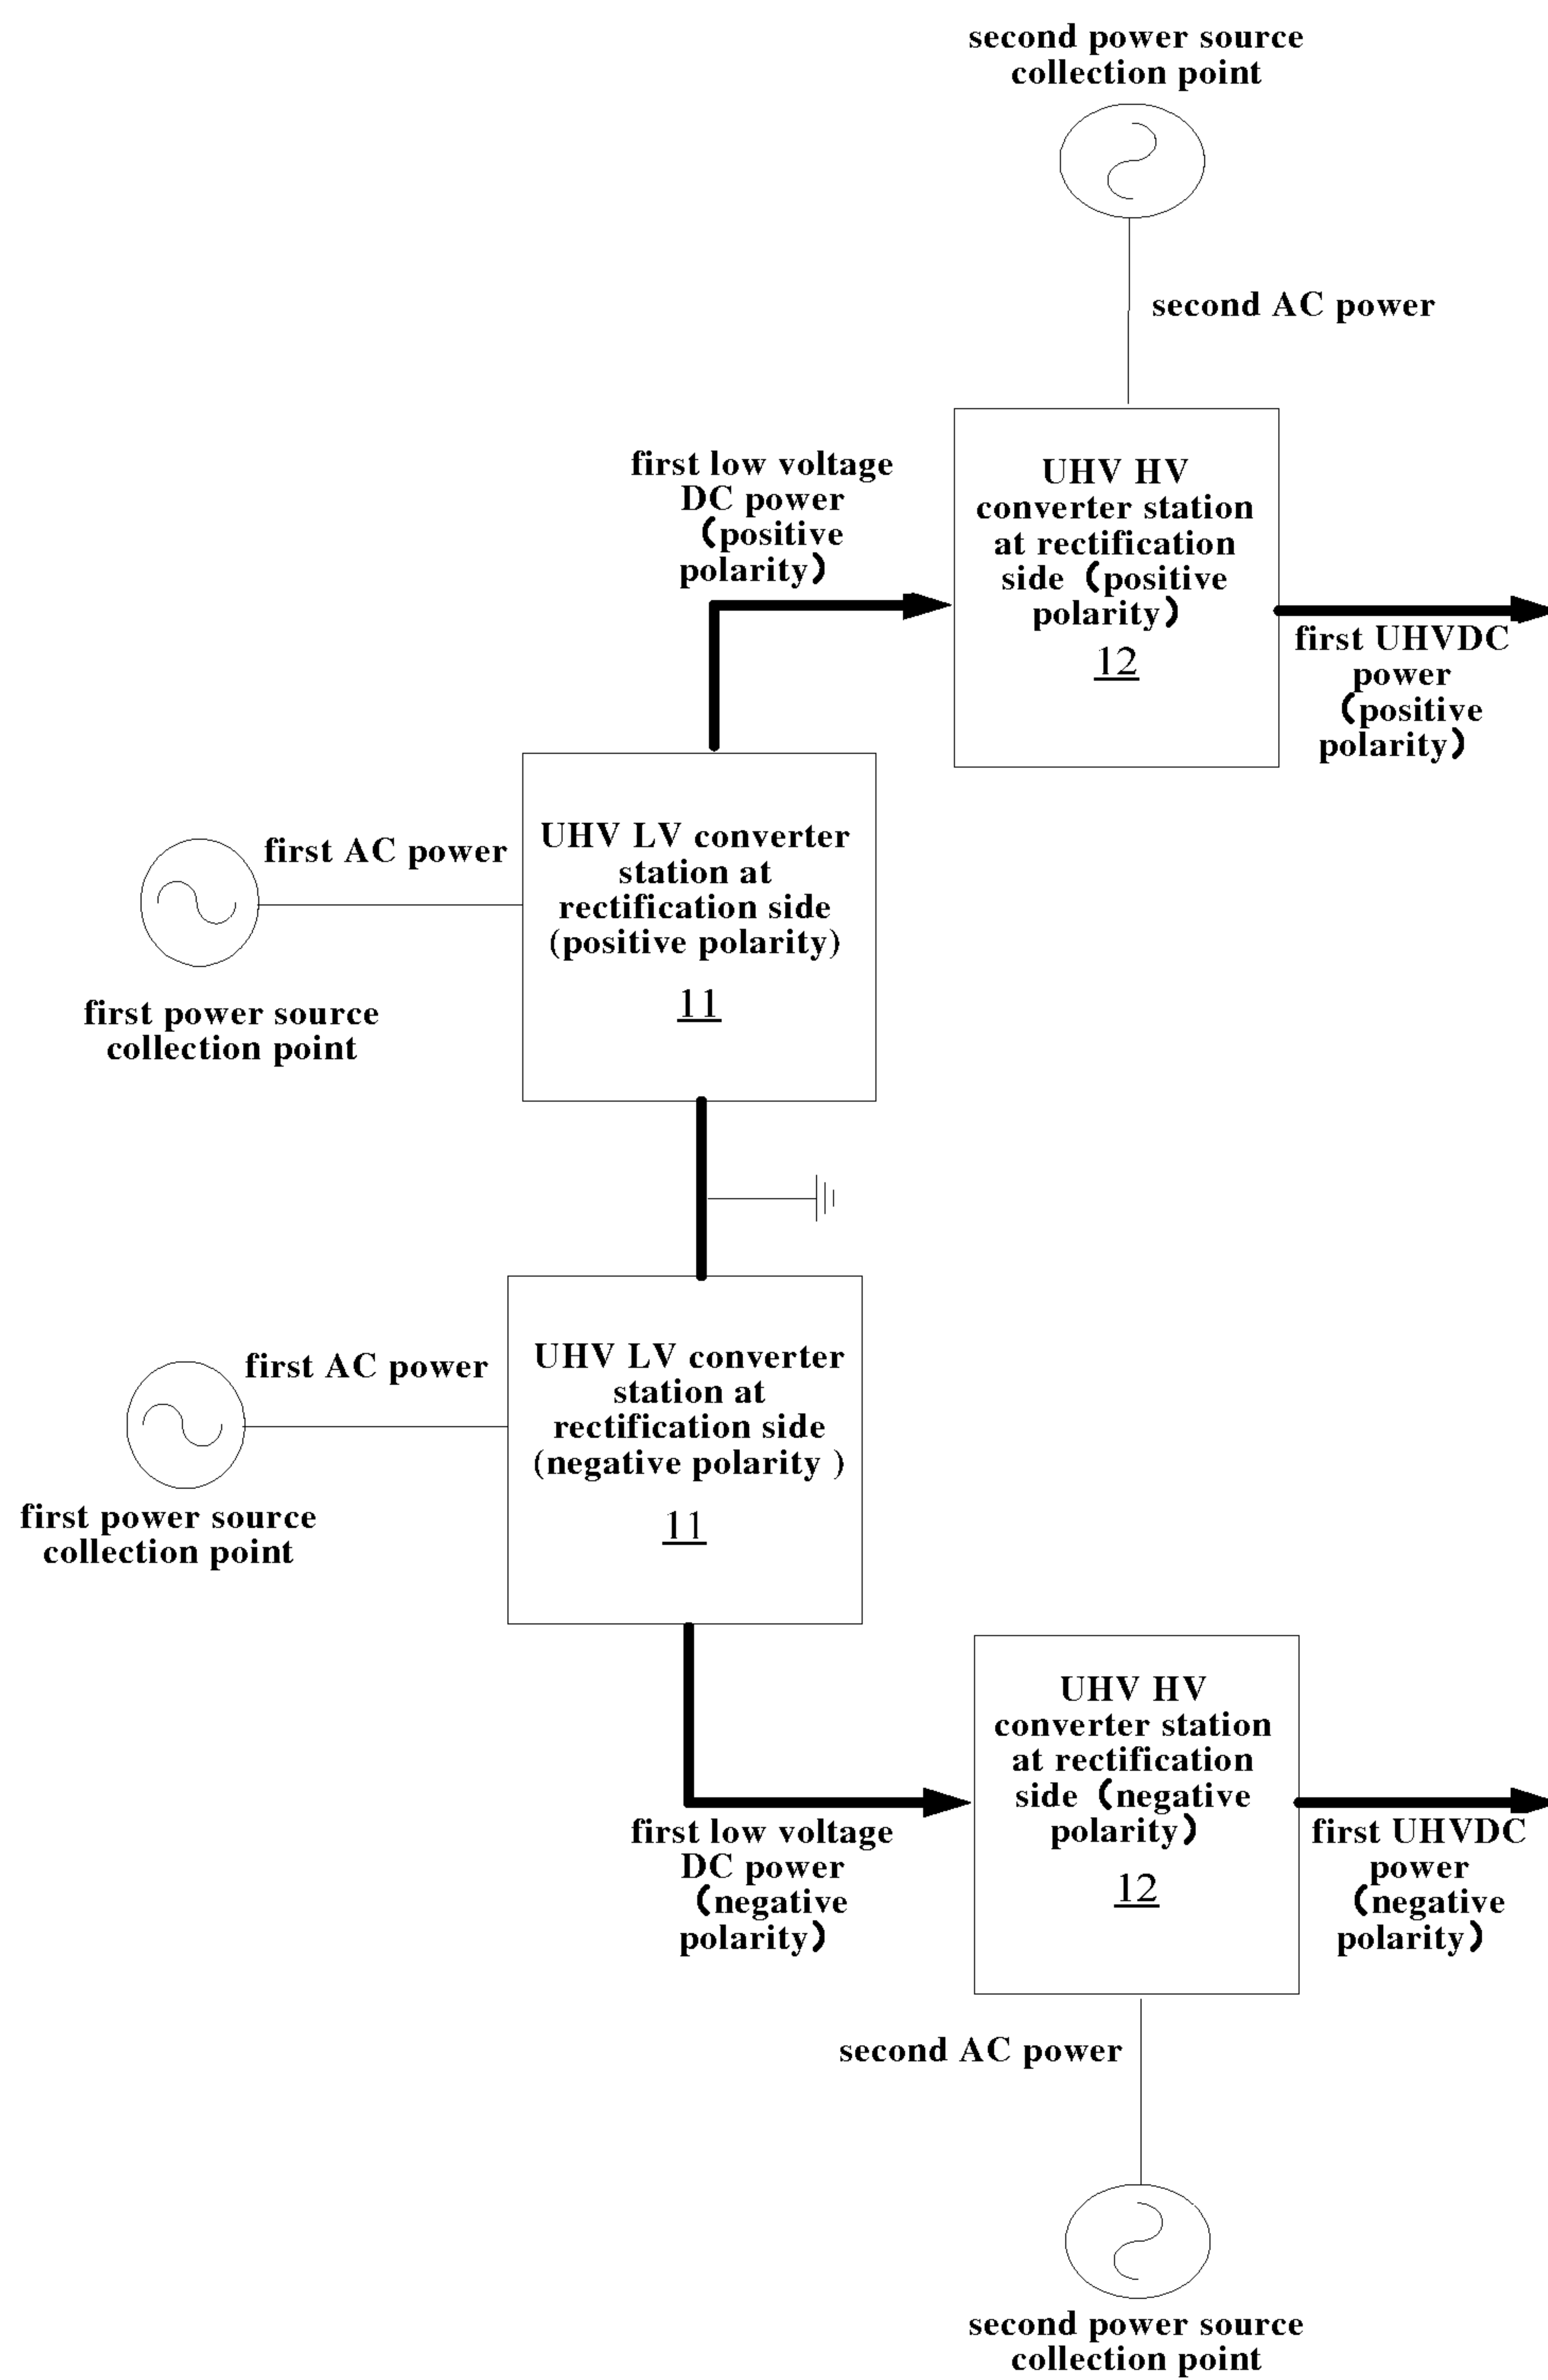 second power source
collection point
second AC power
first low voltage
DC power
(positive
polarity)
UHV HV
converter station
at rectification
side (positive
polarity)
12
first UHVDC
power
(positive
polarity)
first AC power
UHV LV converter
station at
rectification side
(positive polarity)
11
first power source
collection point
first AC power
UHV LV converter
station at
rectification side
(negative polarity )
11
first power source
collection point
UHV HV
converter station
at rectification
side (negative
polarity)
12
first low voltage
DC power
(negative
polarity)
first UHVDC
power
(negative
polarity)
second AC power
second power source
collection point